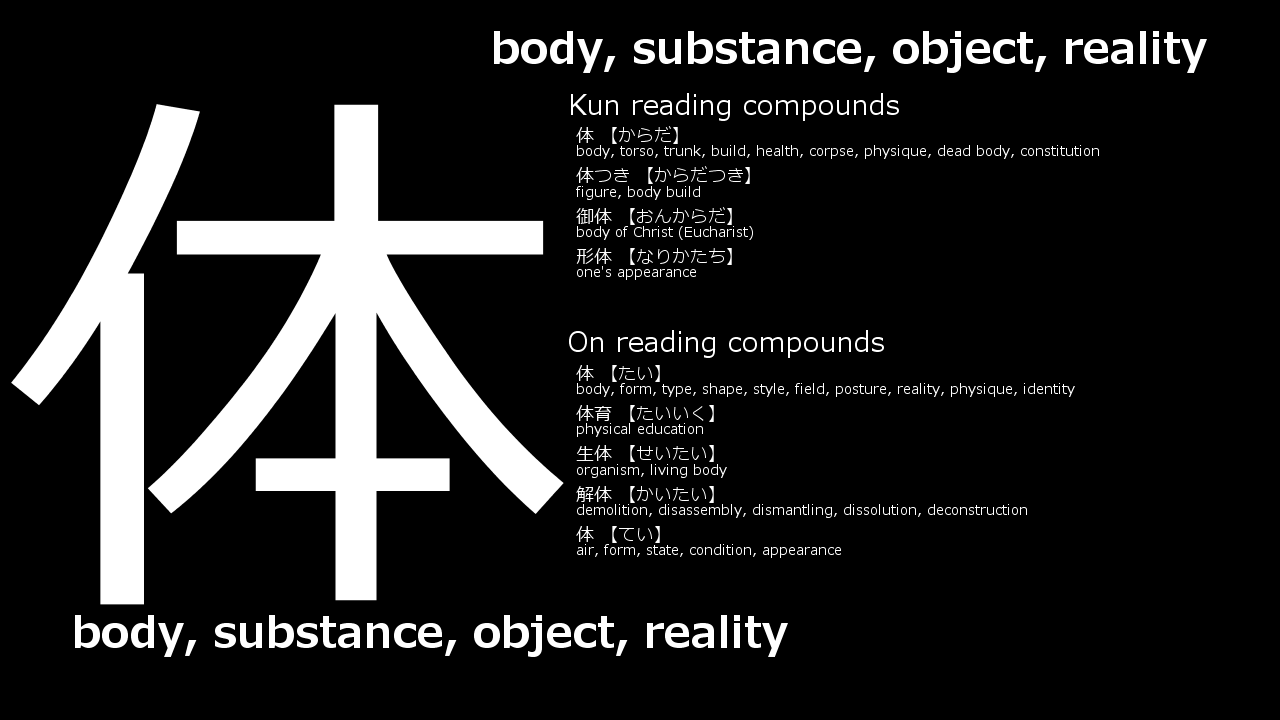 body, substance, object, reality
体
Kun reading compounds
体 【からだ】
body, torso, trunk, build, health, corpse, physique, dead body, constitution
体つき 【からだつき】
figure, body build
御体 【おんからだ】
body of Christ (Eucharist)
形体 【なりかたち】
one's appearance
On reading compounds
体 【たい】
body, form, type, shape, style, field, posture, reality, physique, identity
体育 【たいいく】
physical education
生体 【せいたい】
organism, living body
解体 【かいたい】
demolition, disassembly, dismantling, dissolution, deconstruction
体 【てい】
air, form, state, condition, appearance
body, substance, object, reality